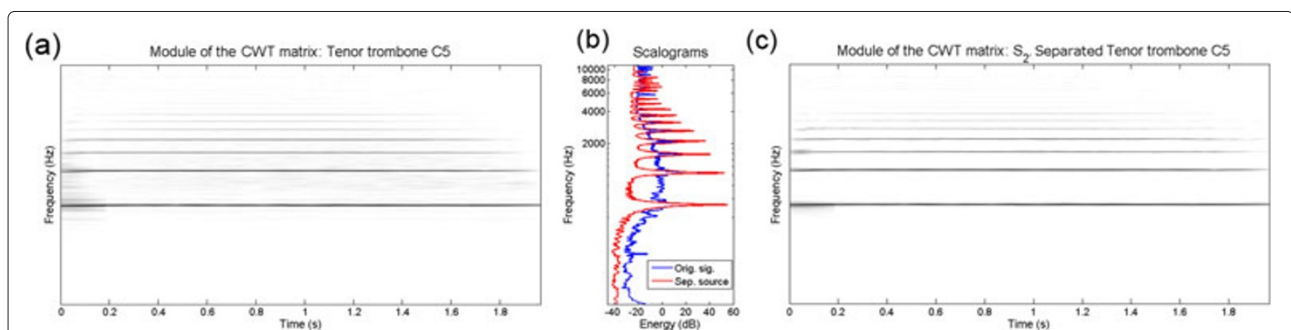 (a)
Module of the CWT matrix: Tenor trombone C5
Frequency (Hz)
0 0.2 0.4 0.6 0.8 1 1.2 1.4 1.6 1.8
Time (s)
(b)
Scalograms
10000
4000
2000
Frequency (Hz)
Orig. sig.
Sep. source
-40 -20 0 20 40 60
Energy (dB)
(c)
Module of the CWT matrix: S2 Separated Tenor trombone C5
Frequency (Hz)
0 0.2 0.4 0.6 0.8 1 1.2 1.4 1.6 1.8
Time (s)